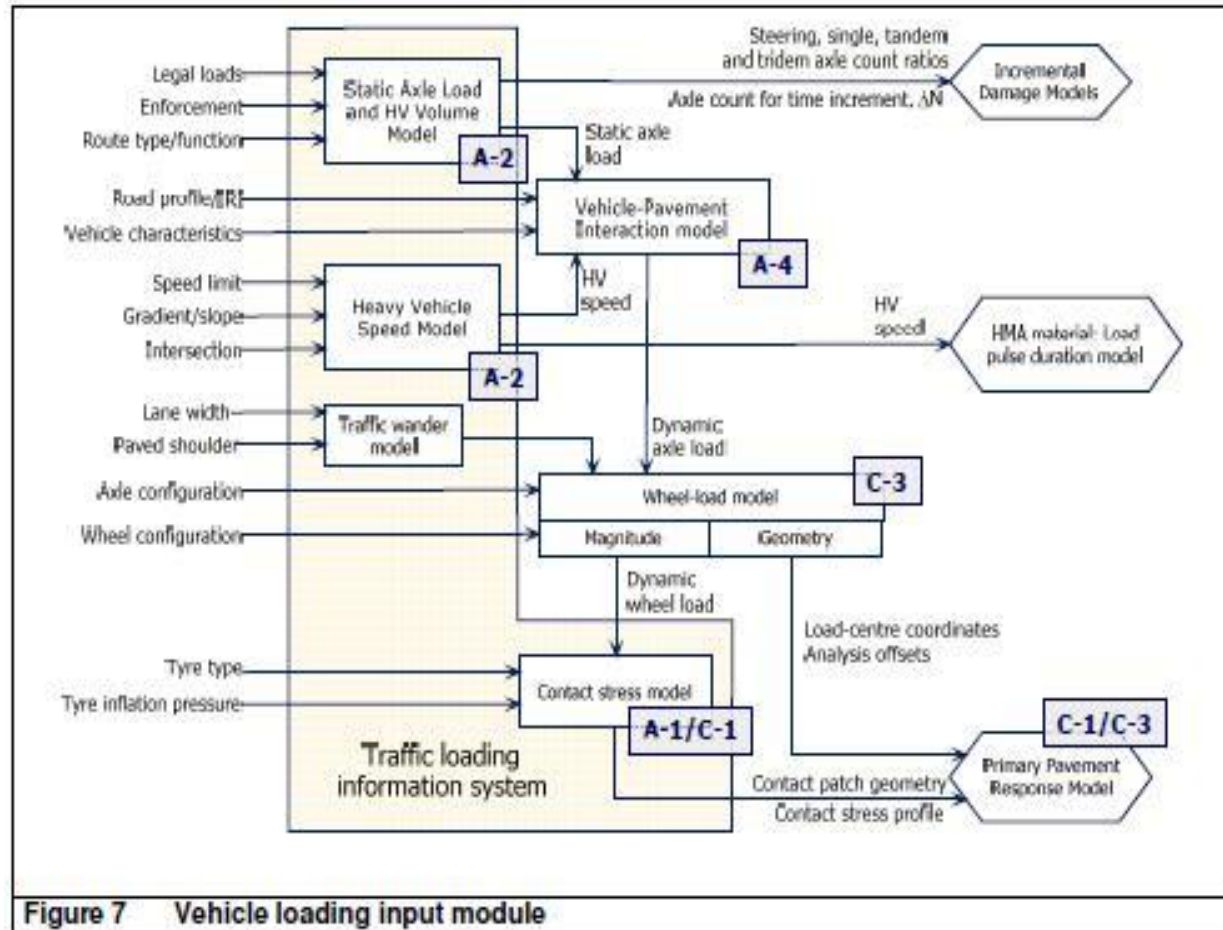 Steering, single, tandem
and tridem axle count ratios
Axle count for time increment, ΔN
Incremental
Damage Models
Legal loads
Enforcement
Route type/function
Static Axle Load
and HV Volume
Model
A-2
Static axle
load
Road profile/IRI
Vehicle characteristics
Vehicle-Pavement
Interaction model
A-4
Speed limit
Gradient/slope
Intersection
Heavy Vehicle
Speed Model
A-2
HV
speed
HV
speed
HMA material: Load
pulse duration model
Lane width
Paved shoulder
Traffic wander
model
Dynamic
axle load
Axle configuration
Wheel configuration
Wheel-load model
C-3
Magnitude
Geometry
Dynamic
wheel load
Load-centre coordinates
Analysis offsets
Tyre type
Tyre inflation pressure
Contact stress model
A-1/C-1
C-1/C-3
Primary Pavement
Response Model
Traffic loading
information system
Contact patch geometry
Contact stress profile
Figure 7 Vehicle loading input module